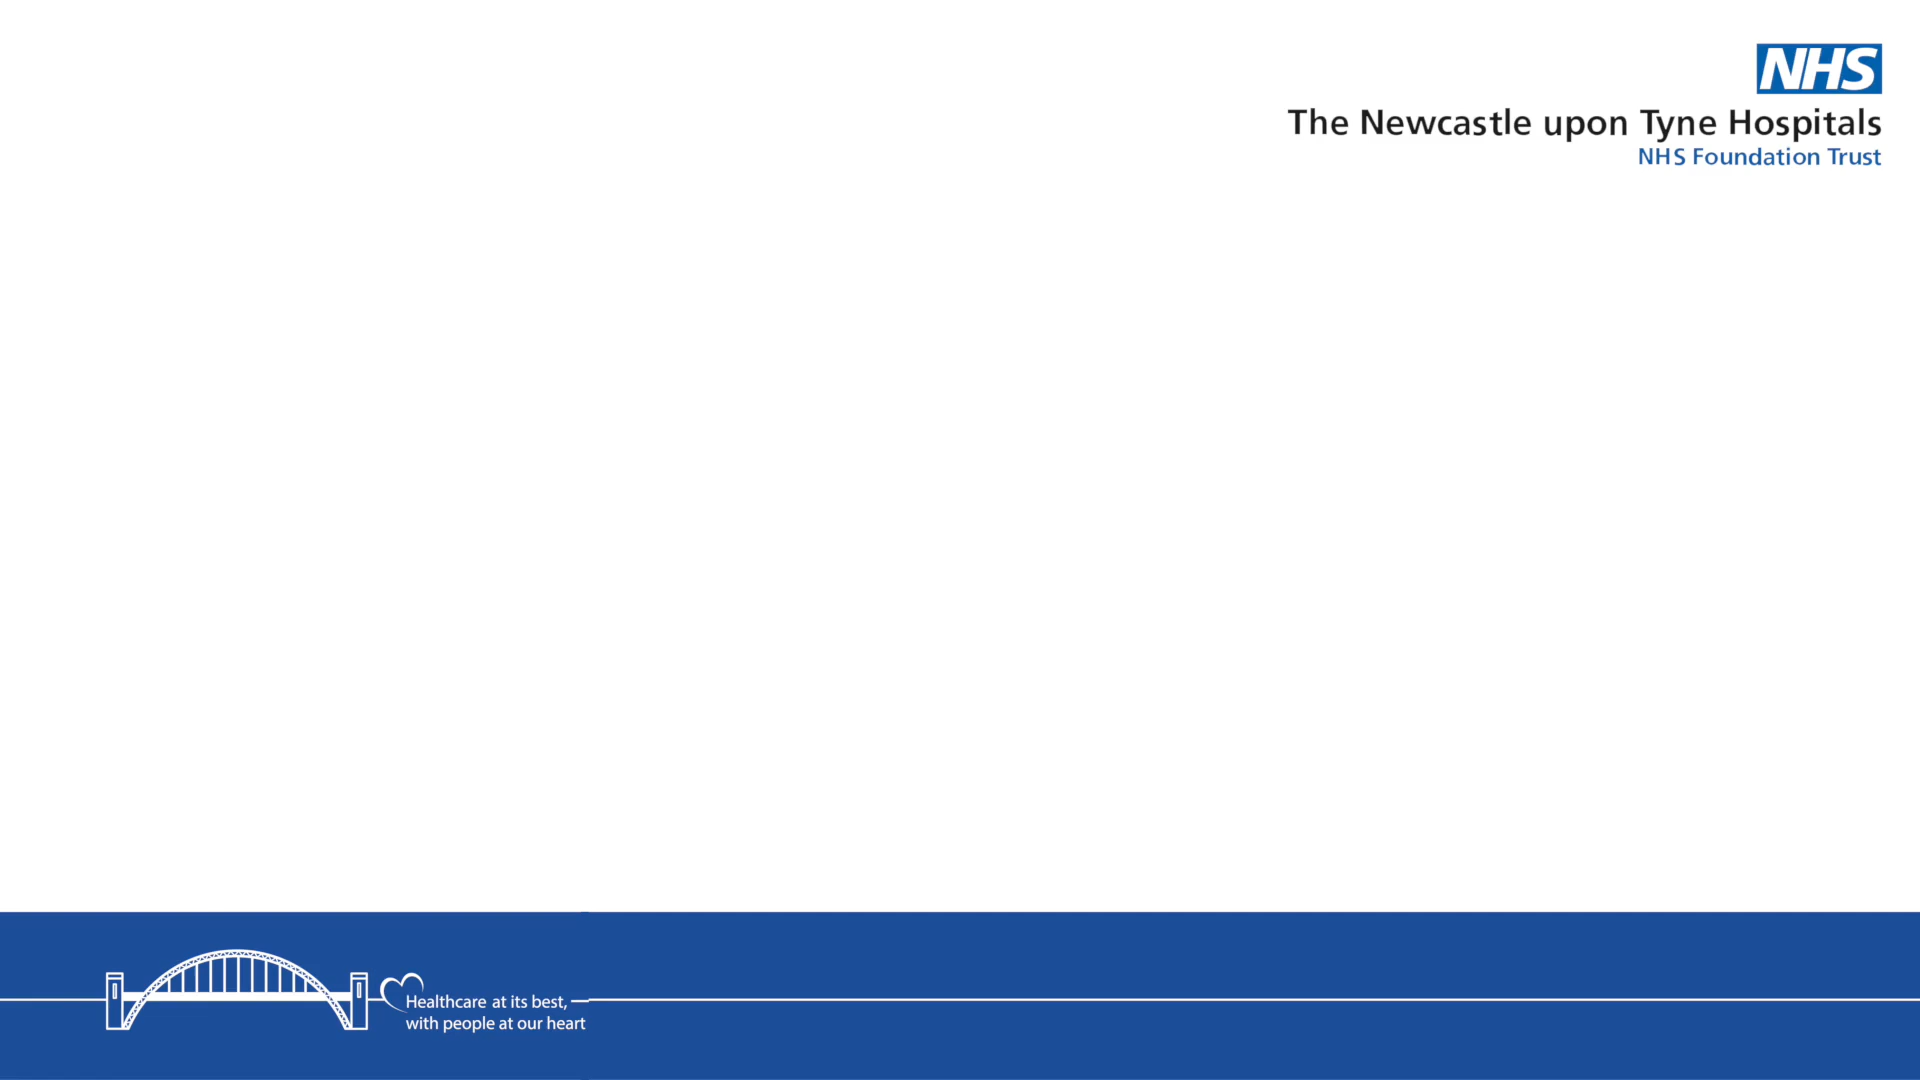 NHS
The Newcastle upon Tyne Hospitals
NHS Foundation Trust
Healthcare at its best,
with people at our heart